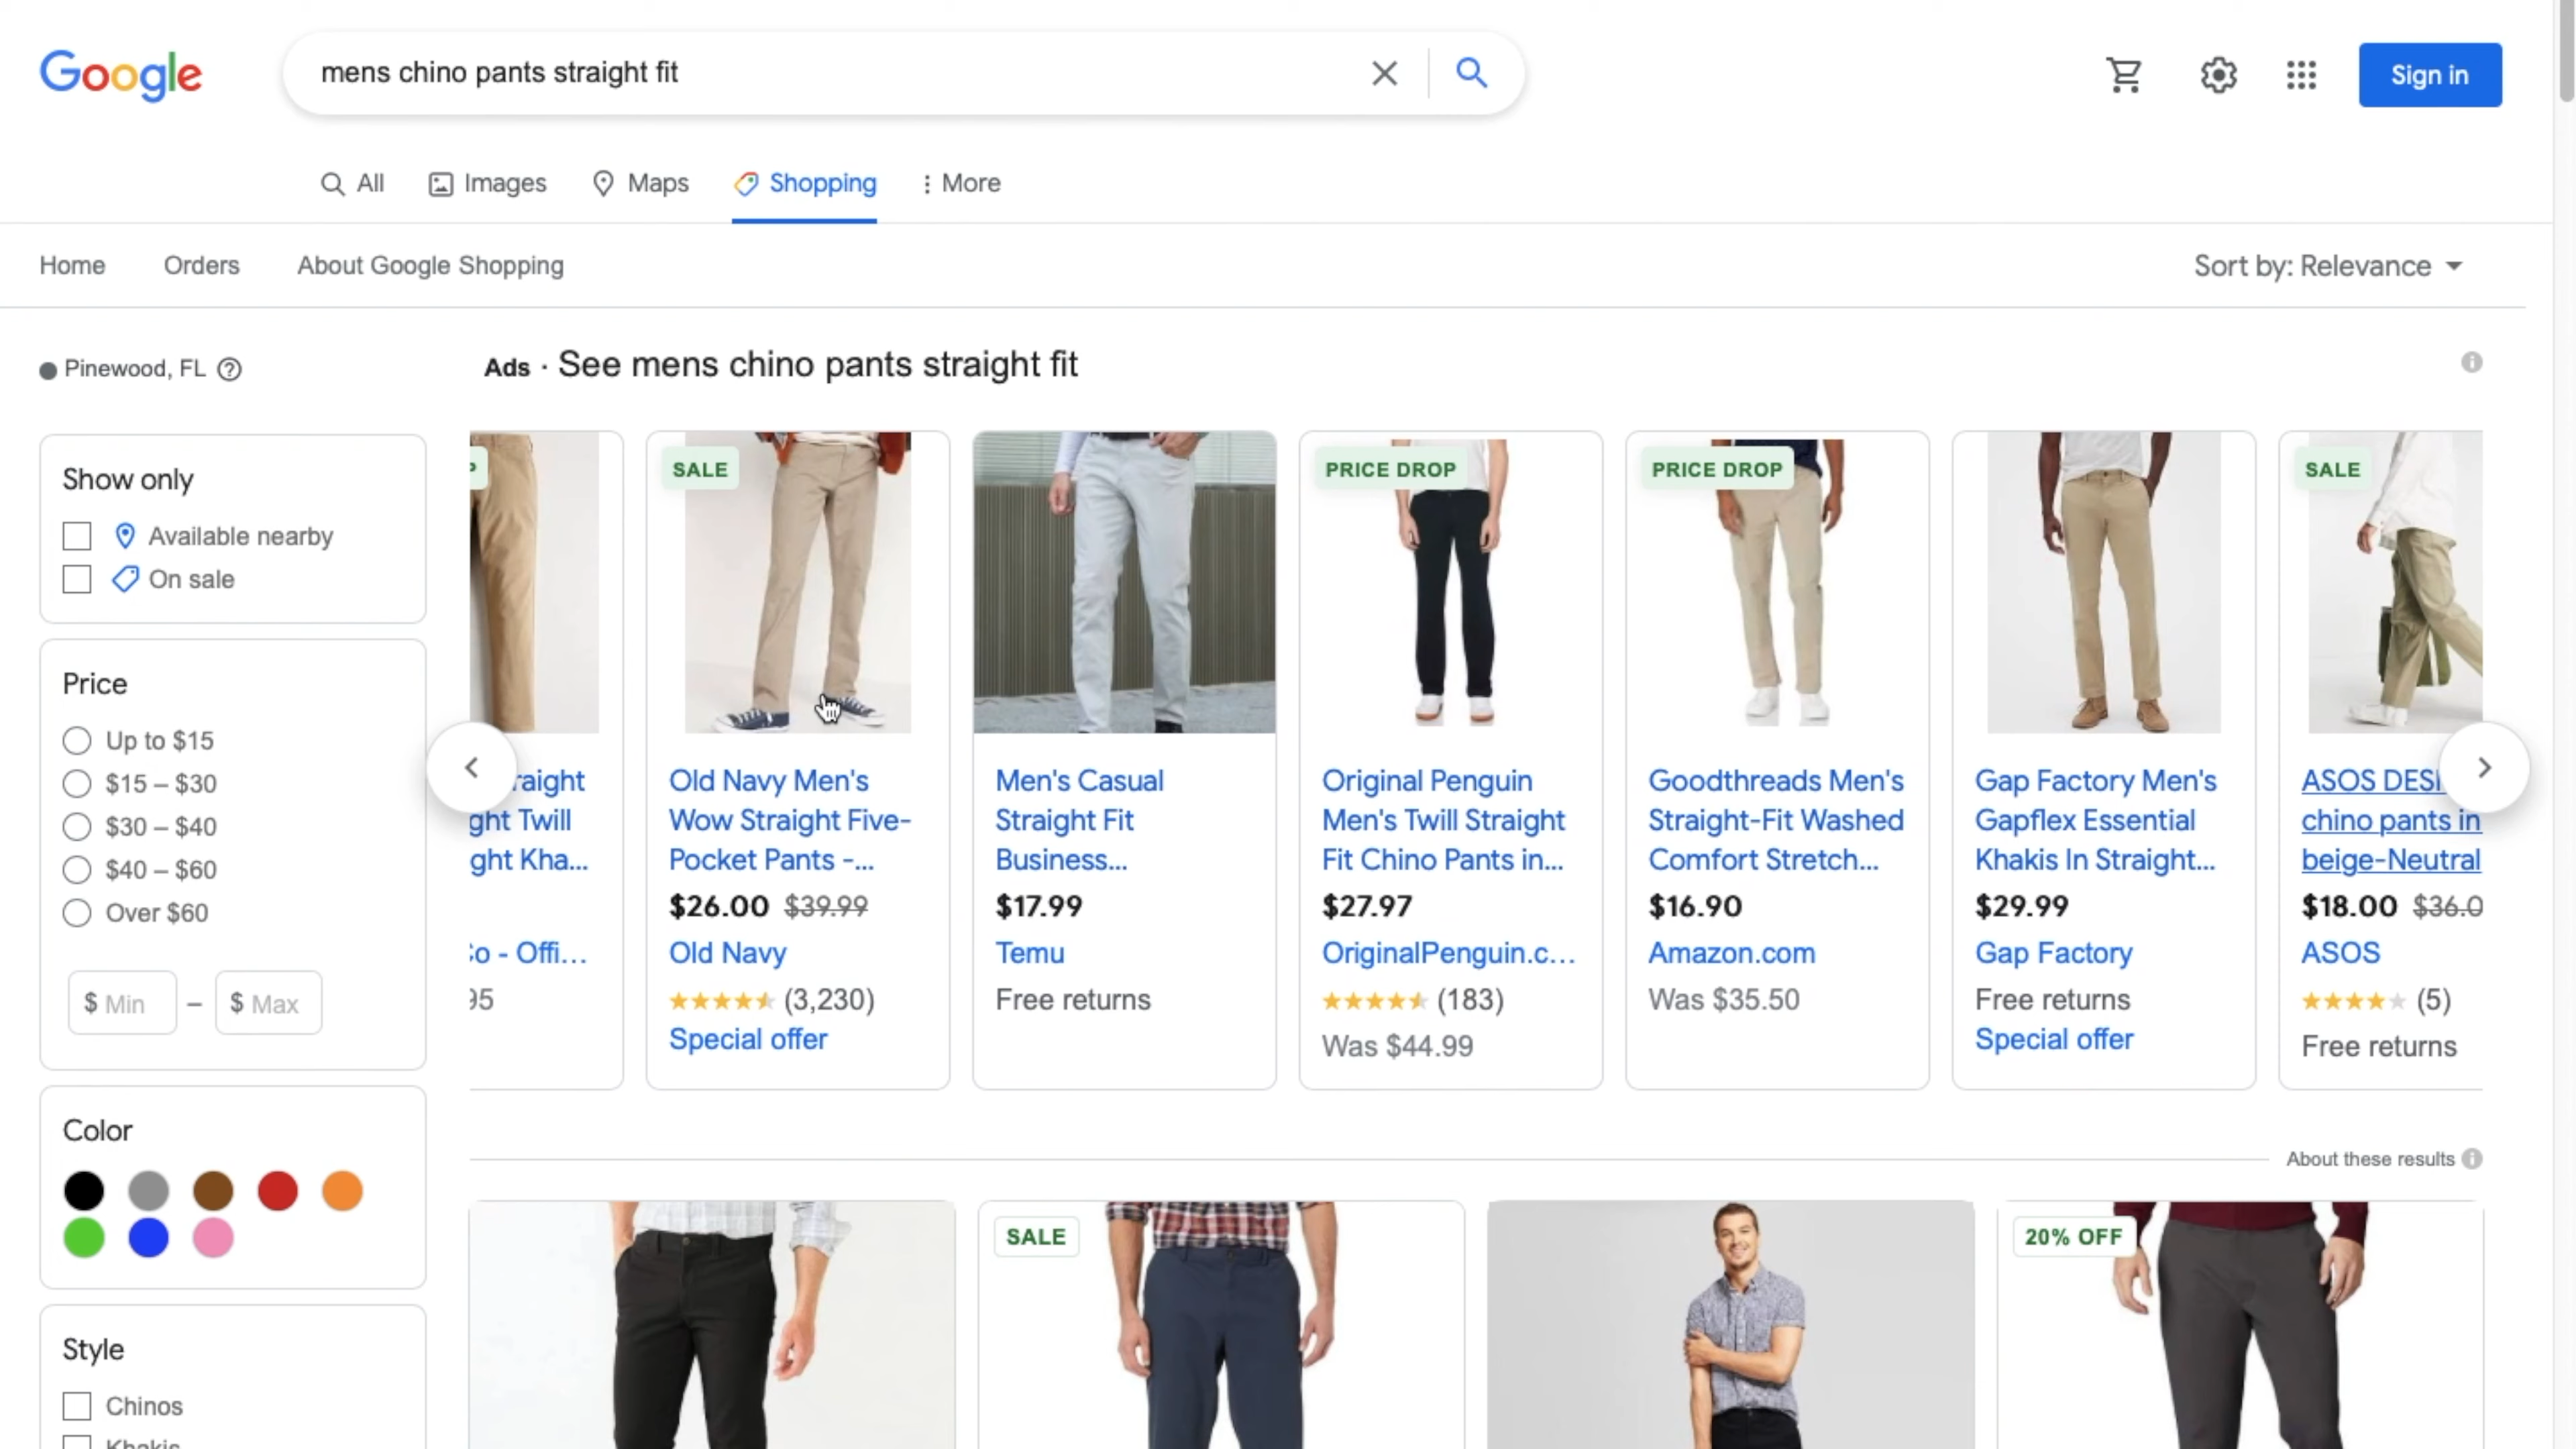 Google
mens chino pants straight fit
Sign in
All
Images
Maps
Shopping
More
Home
Orders
About Google Shopping
Sort by: Relevance
Pinewood, FL
Ads · See mens chino pants straight fit
Show only
Available nearby
On sale
Price
Up to $15
$15 – $30
$30 – $40
$40 – $60
Over $60
$ Min – $ Max
Color
Style
Chinos
Khakis
raight
ght Twill
ght Kha...
Co - Offi...
95
SALE
Old Navy Men's
Wow Straight Five-
Pocket Pants -...
$26.00 $39.99
Old Navy
(3,230)
Special offer
Men's Casual
Straight Fit
Business...
$17.99
Temu
Free returns
PRICE DROP
Original Penguin
Men's Twill Straight
Fit Chino Pants in...
$27.97
OriginalPenguin.c...
(183)
Was $44.99
PRICE DROP
Goodthreads Men's
Straight-Fit Washed
Comfort Stretch...
$16.90
Amazon.com
Was $35.50
Gap Factory Men's
Gapflex Essential
Khakis In Straight...
$29.99
Gap Factory
Free returns
Special offer
SALE
ASOS DESI
chino pants in
beige-Neutral
$18.00 $36.0
ASOS
(5)
Free returns
About these results
SALE
20% OFF